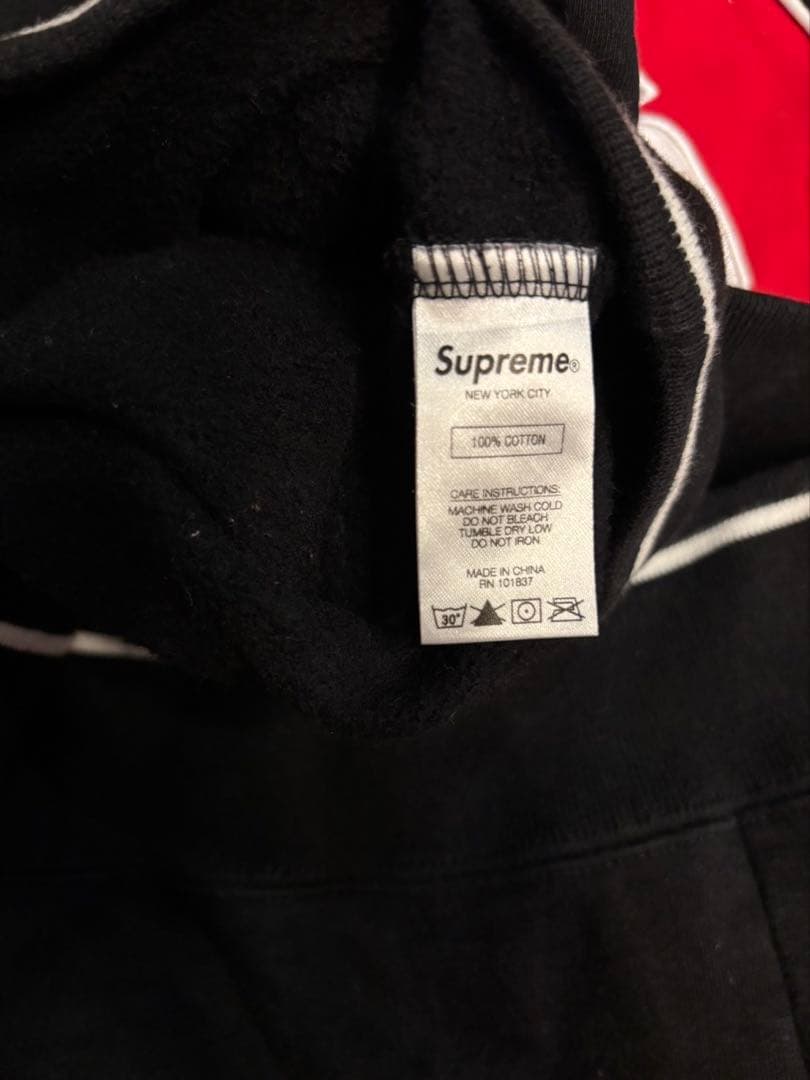 Supreme®
NEW YORK CITY
100% COTTON
CARE INSTRUCTIONS:
MACHINE WASH COLD
DO NOT BLEACH
TUMBLE DRY LOW
DO NOT IRON
MADE IN CHINA
RN 101837
30°